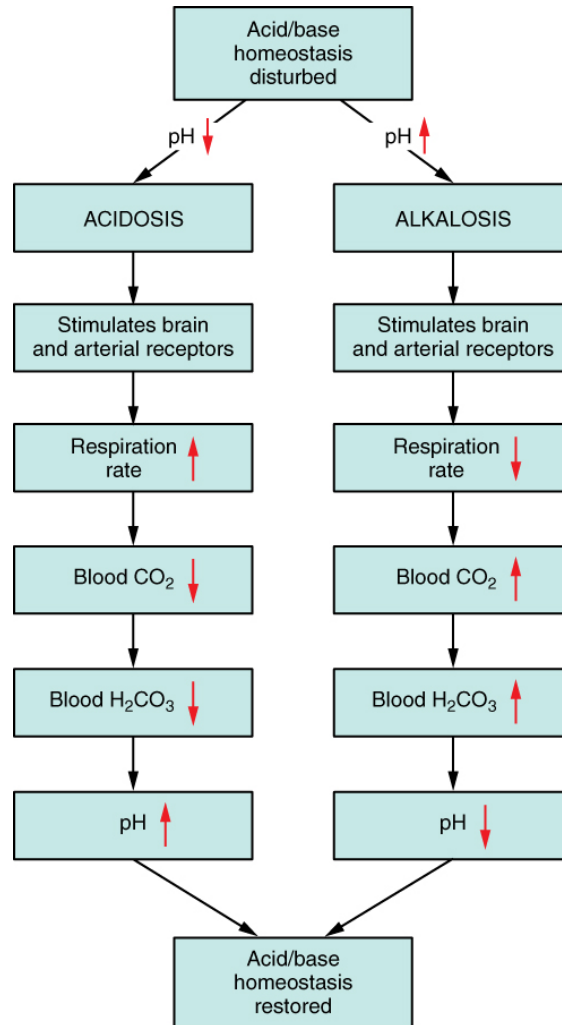 Acid/base
homeostasis
disturbed
pH
pH
ACIDOSIS
ALKALOSIS
Stimulates brain
and arterial receptors
Stimulates brain
and arterial receptors
Respiration
rate
Respiration
rate
Blood CO₂
Blood CO₂
Blood H₂CO₃
Blood H₂CO₃
pH
pH
Acid/base
homeostasis
restored